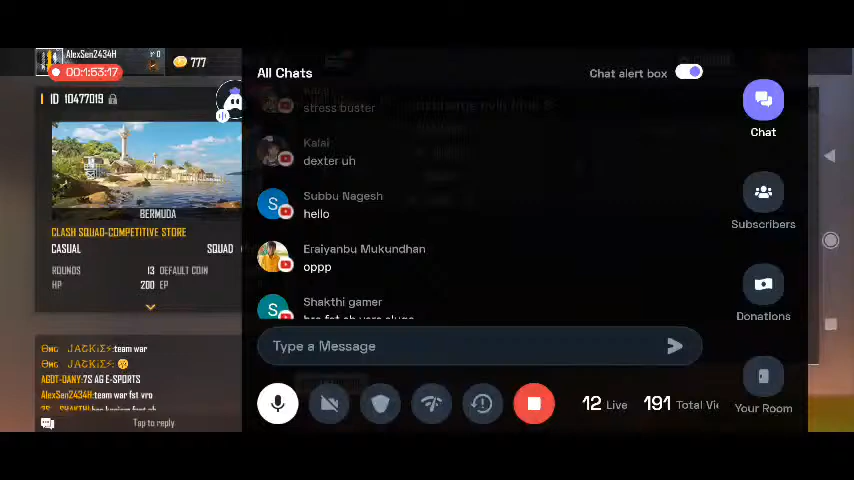 AlexSen2434H
00:1:53:17
777
ID 10477019
BERMUDA
CLASH SQUAD-COMPETITIVE STORE
CASUAL SQUAD
ROUNDS 13 DEFAULT COIN
HP 200 EP
team war
AGDT-DANY:7S AG E-SPORTS
AlexSen2434H:team war fst vro
Tap to reply
All Chats
Chat alert box
Kalai
stress buster
Kalai
dexter uh
Subbu Nagesh
hello
Eraiyanbu Mukundhan
oppp
Shakthi gamer
Type a Message
12 Live 191 Total Vi
Chat
Subscribers
Donations
Your Room